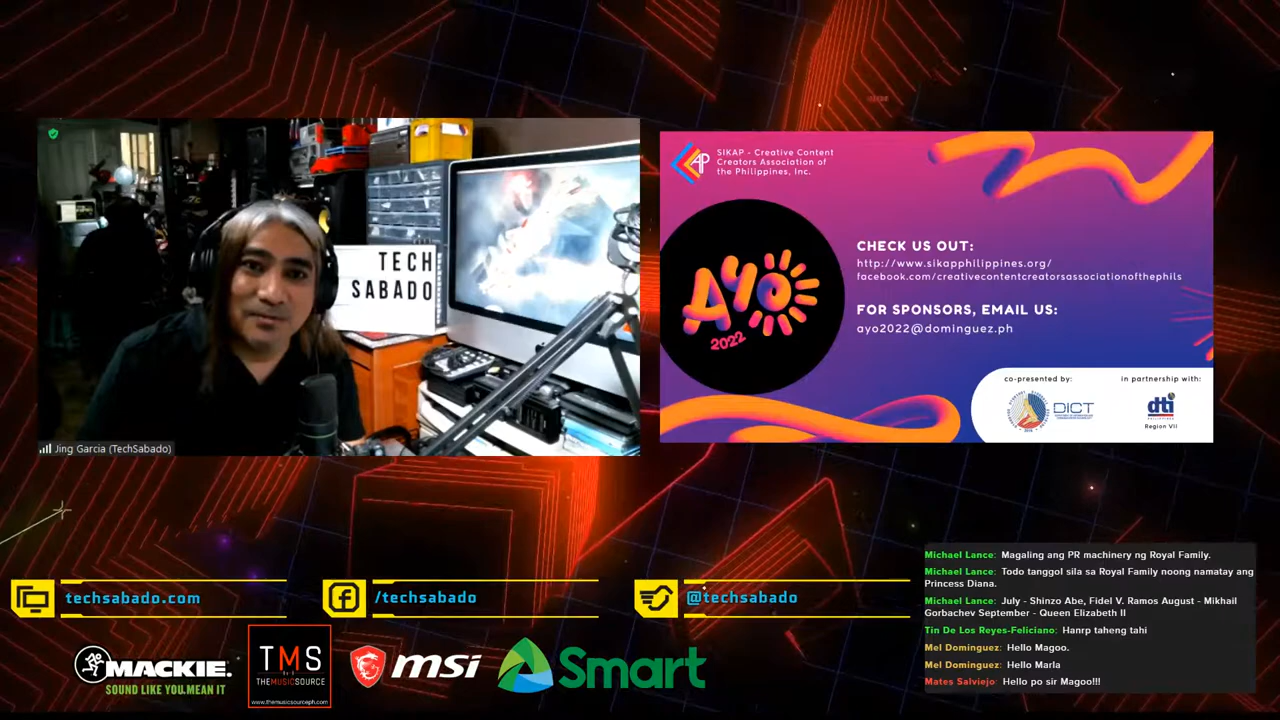 TECH
SABADO
Jing Garcia (TechSabado)
SIKAP - Creative Content
Creators Association of
the Philippines, Inc.
AYO
2022
CHECK US OUT:
http://www.sikapphilippines.org/
facebook.com/creativecontentcreatorsassociationofthephils
FOR SPONSORS, EMAIL US:
ayo2022@dominguez.ph
co-presented by:
in partnership with:
DICT
dti
PHILIPPINES
Region VII
techsabado.com
/techsabado
@techsabado
MACKIE.
SOUND LIKE YOU MEAN IT
TMS
THEMUSICSOURCE
www.themusicsourceph.com
msi
Smart
Michael Lance: Magaling ang PR machinery ng Royal Family.
Michael Lance: Todo tanggol sila sa Royal Family noong namatay ang
Princess Diana.
Michael Lance: July - Shinzo Abe, Fidel V. Ramos August - Mikhail
Gorbachev September - Queen Elizabeth II
Tin De Los Reyes-Feliciano: Hanrp taheng tahi
Mel Dominguez: Hello Magoo.
Mel Dominguez: Hello Marla
Mates Salviejo: Hello po sir Magoo!!!